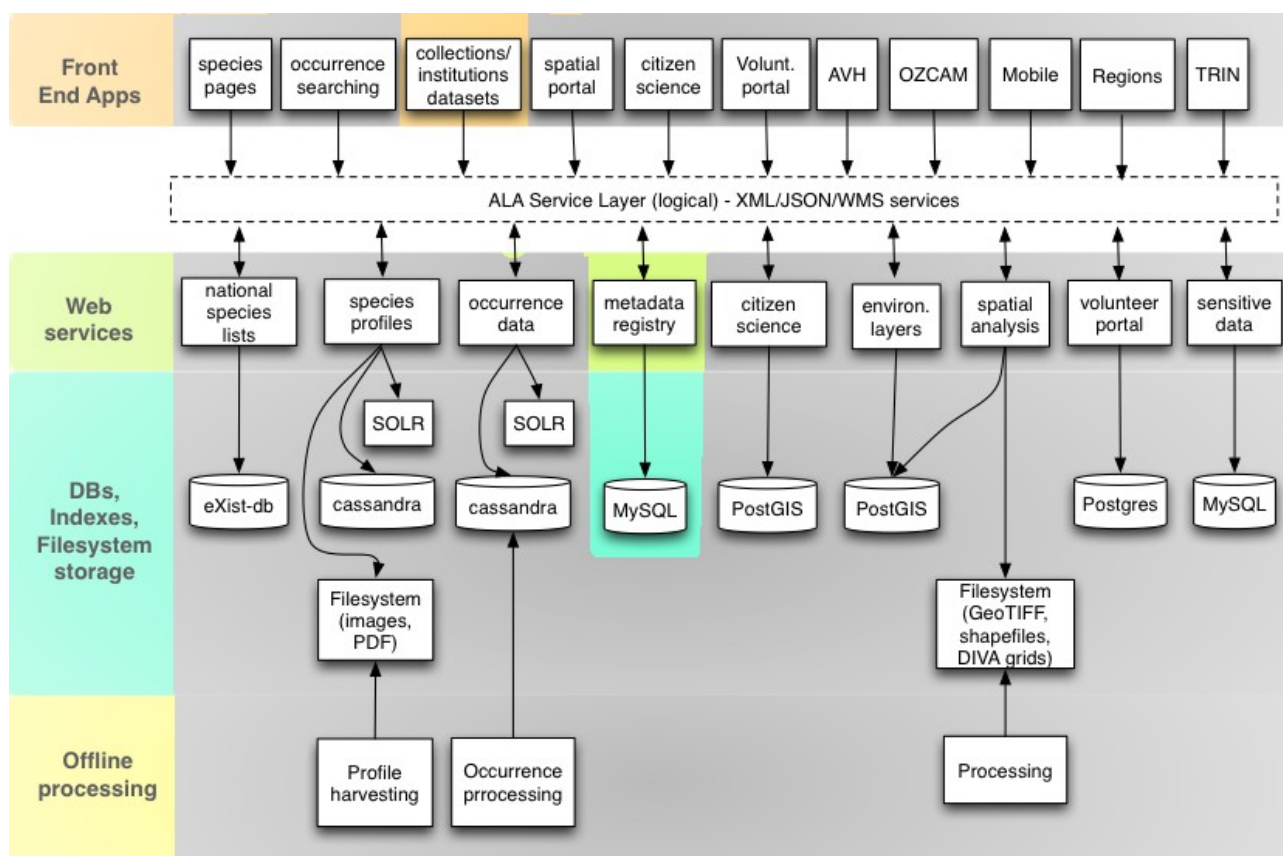 Front
End Apps
species
pages
occurrence
searching
collections/
institutions
datasets
spatial
portal
citizen
science
Volunt.
portal
AVH
OZCAM
Mobile
Regions
TRIN
ALA Service Layer (logical) - XML/JSON/WMS services
Web
services
national
species
lists
species
profiles
occurrence
data
metadata
registry
citizen
science
environ.
layers
spatial
analysis
volunteer
portal
sensitive
data
DBs,
Indexes,
Filesystem
storage
SOLR
SOLR
eXist-db
cassandra
cassandra
MySQL
PostGIS
PostGIS
Postgres
MySQL
Filesystem
(images,
PDF)
Filesystem
(GeoTIFF,
shapefiles,
DIVA grids)
Offline
processing
Profile
harvesting
Occurrence
prrocessing
Processing